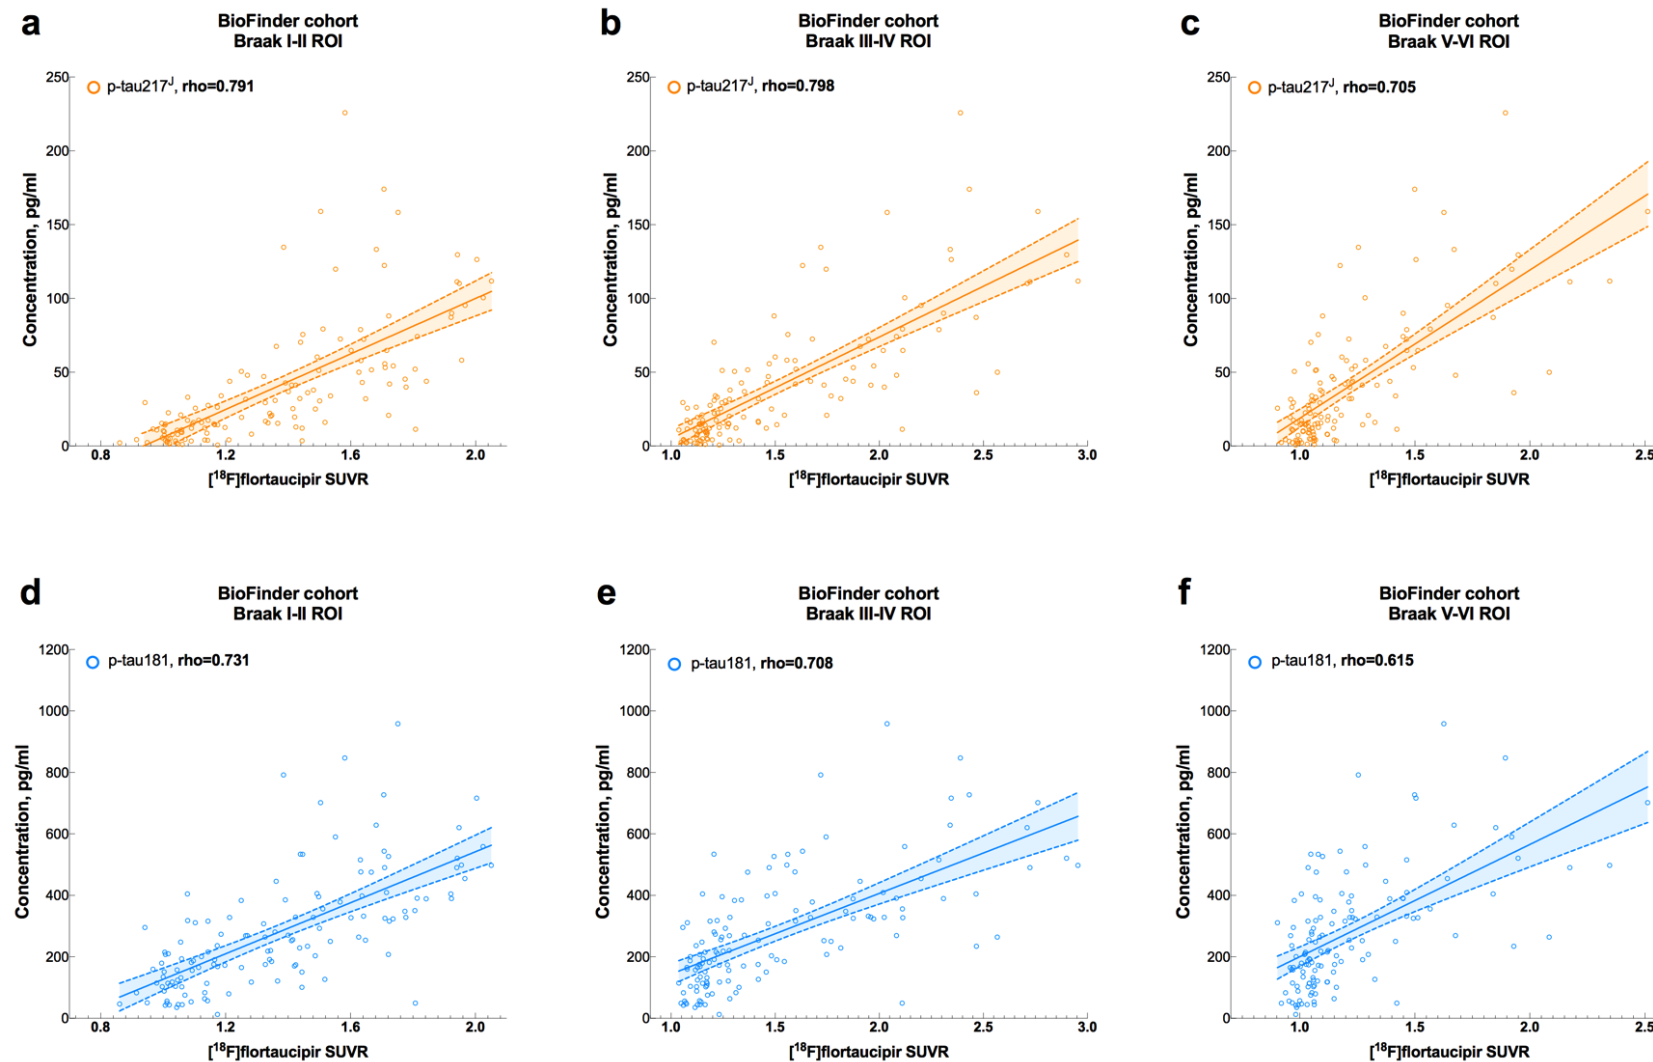 a
BioFinder cohort
Braak I-II ROI
p-tau217ᴶ, rho=0.791
Concentration, pg/ml
250
200
150
100
50
0
0.8 1.2 1.6 2.0
[¹⁸F]flortaucipir SUVR
b
BioFinder cohort
Braak III-IV ROI
p-tau217ᴶ, rho=0.798
Concentration, pg/ml
250
200
150
100
50
0
1.0 1.5 2.0 2.5 3.0
[¹⁸F]flortaucipir SUVR
c
BioFinder cohort
Braak V-VI ROI
p-tau217ᴶ, rho=0.705
Concentration, pg/ml
250
200
150
100
50
0
1.0 1.5 2.0 2.5
[¹⁸F]flortaucipir SUVR
d
BioFinder cohort
Braak I-II ROI
p-tau181, rho=0.731
Concentration, pg/ml
1200
1000
800
600
400
200
0
0.8 1.2 1.6 2.0
[¹⁸F]flortaucipir SUVR
e
BioFinder cohort
Braak III-IV ROI
p-tau181, rho=0.708
Concentration, pg/ml
1200
1000
800
600
400
200
0
1.0 1.5 2.0 2.5 3.0
[¹⁸F]flortaucipir SUVR
f
BioFinder cohort
Braak V-VI ROI
p-tau181, rho=0.615
Concentration, pg/ml
1200
1000
800
600
400
200
0
1.0 1.5 2.0 2.5
[¹⁸F]flortaucipir SUVR